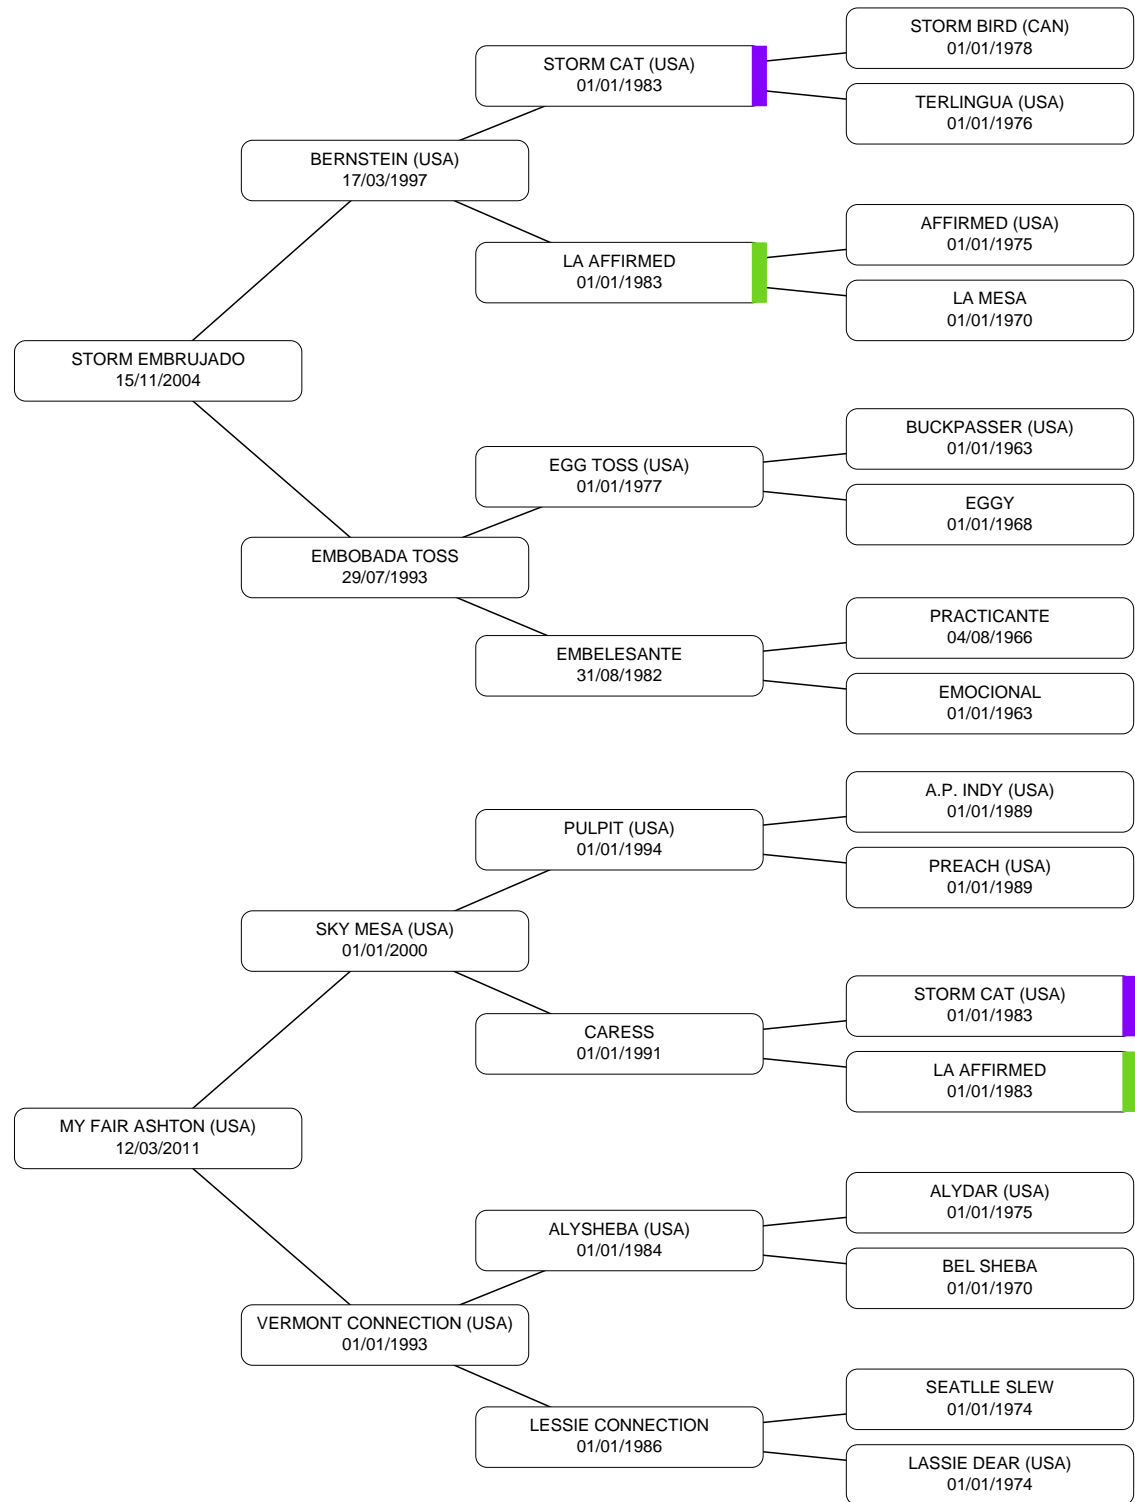 STORM BIRD (CAN)
01/01/1978
STORM CAT (USA)
01/01/1983
TERLINGUA (USA)
01/01/1976
BERNSTEIN (USA)
17/03/1997
AFFIRMED (USA)
01/01/1975
LA AFFIRMED
01/01/1983
LA MESA
01/01/1970
STORM EMBRUJADO
15/11/2004
BUCKPASSER (USA)
01/01/1963
EGG TOSS (USA)
01/01/1977
EGGY
01/01/1968
EMBOBADA TOSS
29/07/1993
PRACTICANTE
04/08/1966
EMBELESANTE
31/08/1982
EMOCIONAL
01/01/1963
A.P. INDY (USA)
01/01/1989
PULPIT (USA)
01/01/1994
PREACH (USA)
01/01/1989
SKY MESA (USA)
01/01/2000
STORM CAT (USA)
01/01/1983
CARESS
01/01/1991
LA AFFIRMED
01/01/1983
MY FAIR ASHTON (USA)
12/03/2011
ALYDAR (USA)
01/01/1975
ALYSHEBA (USA)
01/01/1984
BEL SHEBA
01/01/1970
VERMONT CONNECTION (USA)
01/01/1993
SEATLLE SLEW
01/01/1974
LESSIE CONNECTION
01/01/1986
LASSIE DEAR (USA)
01/01/1974